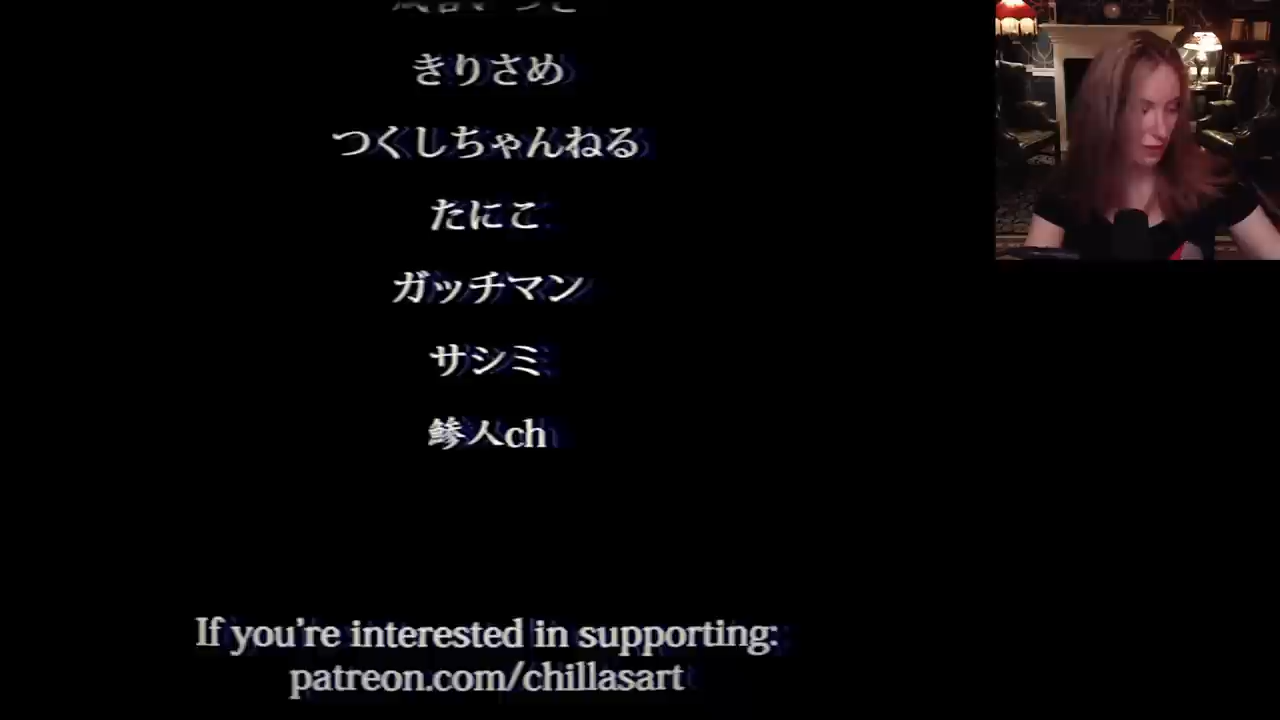 きりさめ
つくしちゃんねる
たにこ
ガッチマン
サシミ
鯵人ch
If you're interested in supporting:
patreon.com/chillasart